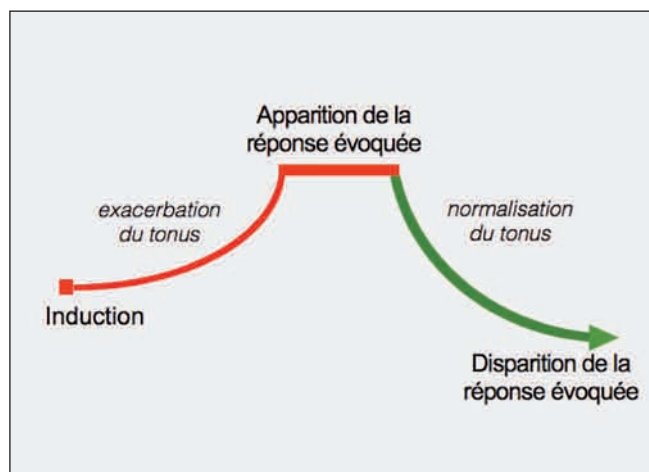 Apparition de la
réponse évoquée
exacerbation
du tonus
normalisation
du tonus
Induction
Disparition de la
réponse évoquée